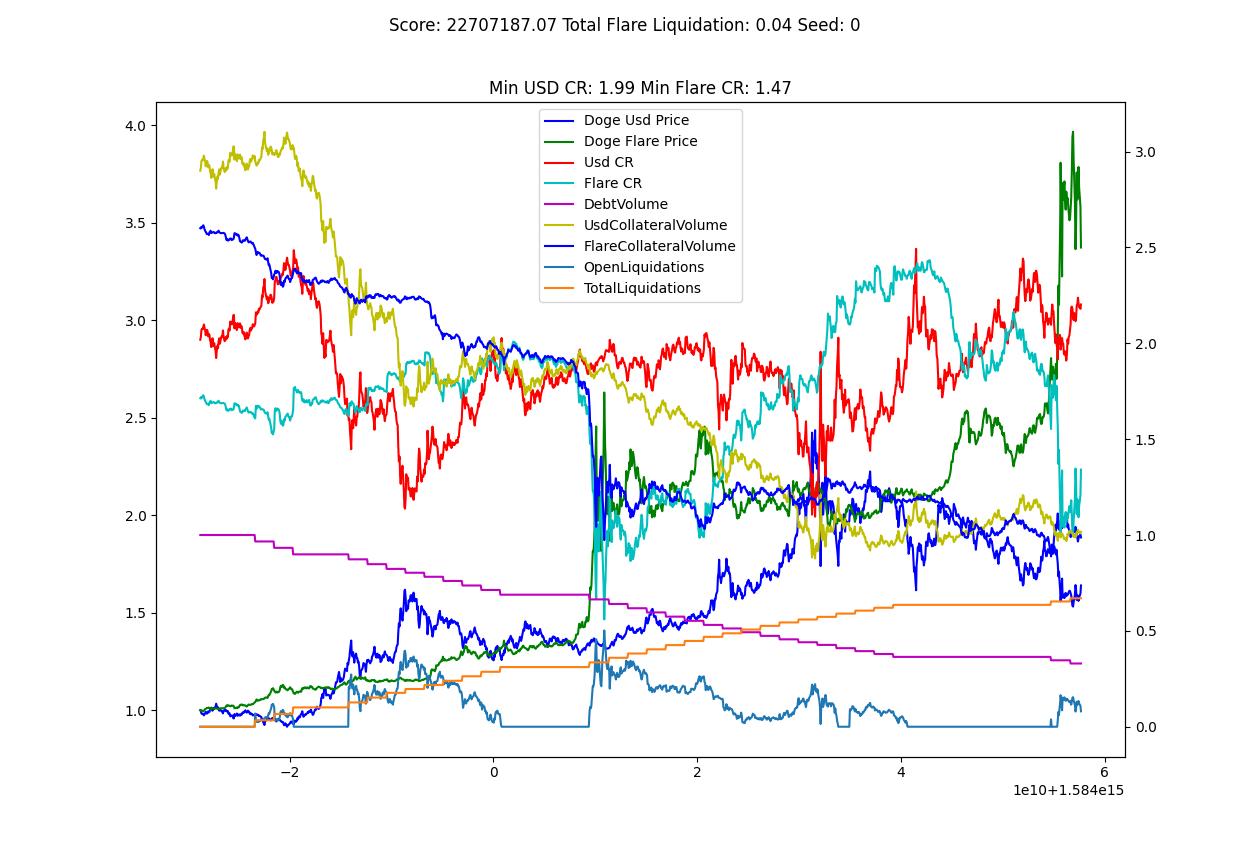 Score: 22707187.07 Total Flare Liquidation: 0.04 Seed: 0
Min USD CR: 1.99 Min Flare CR: 1.47
Doge Usd Price
Doge Flare Price
Usd CR
Flare CR
DebtVolume
UsdCollateralVolume
FlareCollateralVolume
OpenLiquidations
TotalLiquidations
4.0
3.5
3.0
2.5
2.0
1.5
1.0
3.0
2.5
2.0
1.5
1.0
0.5
0.0
−2
0
2
4
6
1e10+1.584e15